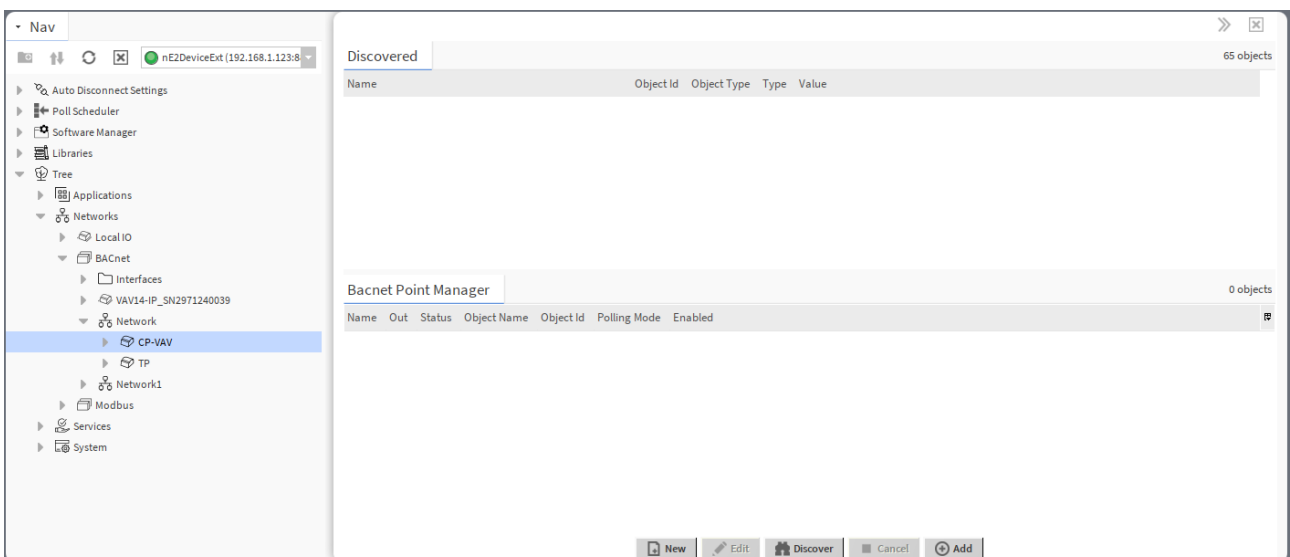 Nav
nE2DeviceExt (192.168.1.123:8
Auto Disconnect Settings
Poll Scheduler
Software Manager
Libraries
Tree
Applications
Networks
Local IO
BACnet
Interfaces
VAV14-IP_SN2971240039
Network
CP-VAV
TP
Network1
Modbus
Services
System
Discovered 65 objects
Name Object Id Object Type Type Value
Bacnet Point Manager 0 objects
Name Out Status Object Name Object Id Polling Mode Enabled
New Edit Discover Cancel Add